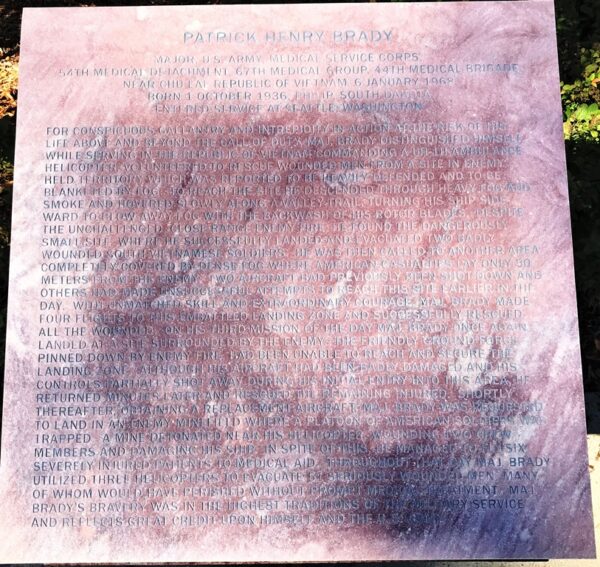 PATRICK HENRY BRADY
MAJOR, U.S. ARMY, MEDICAL SERVICE CORPS
54TH MEDICAL DETACHMENT, 67TH MEDICAL GROUP, 44TH MEDICAL BRIGADE
NEAR CHU LAI, REPUBLIC OF VIETNAM, 6 JANUARY 1968
BORN 1 OCTOBER 1936, PHILIP, SOUTH DAKOTA
ENTERED SERVICE AT SEATTLE, WASHINGTON
FOR CONSPICUOUS GALLANTRY AND INTREPIDITY IN ACTION AT THE RISK OF HIS
LIFE ABOVE AND BEYOND THE CALL OF DUTY, MAJ. BRADY DISTINGUISHED HIMSELF
WHILE SERVING IN THE REPUBLIC OF VIETNAM COMMANDING A UH-1H AMBULANCE
HELICOPTER, VOLUNTEERED TO RESCUE WOUNDED MEN FROM A SITE IN ENEMY
HELD TERRITORY WHICH WAS REPORTED TO BE HEAVILY DEFENDED AND TO BE
BLANKETED BY FOG. TO REACH THE SITE HE DESCENDED THROUGH HEAVY FOG AND
SMOKE AND HOVERED SLOWLY ALONG A VALLEY TRAIL, TURNING HIS SHIP SIDE-
WARD TO BLOW AWAY FOG WITH THE BACKWASH OF HIS ROTOR BLADES. DESPITE
THE UNCHALLENGED, CLOSE-RANGE ENEMY FIRE, HE FOUND THE DANGEROUSLY
SMALL SITE, WHERE HE SUCCESSFULLY LANDED AND EVACUATED TWO BADLY
WOUNDED SOUTH VIETNAMESE SOLDIERS. HE WAS THEN CALLED TO ANOTHER AREA
COMPLETELY COVERED BY DENSE FOG WHERE AMERICAN CASUALTIES LAY ONLY 50
METERS FROM THE ENEMY. TWO AIRCRAFT HAD PREVIOUSLY BEEN SHOT DOWN AND
OTHERS HAD MADE UNSUCCESSFUL ATTEMPTS TO REACH THIS SITE EARLIER IN THE
DAY. WITH UNMATCHED SKILL AND EXTRAORDINARY COURAGE, MAJ. BRADY MADE
FOUR FLIGHTS TO THIS EMBATTLED LANDING ZONE AND SUCCESSFULLY RESCUED
ALL THE WOUNDED. ON HIS THIRD MISSION OF THE DAY MAJ. BRADY ONCE AGAIN
LANDED AT A SITE SURROUNDED BY THE ENEMY. THE FRIENDLY GROUND FORCE,
PINNED DOWN BY ENEMY FIRE, HAD BEEN UNABLE TO REACH AND SECURE THE
LANDING ZONE. ALTHOUGH HIS AIRCRAFT HAD BEEN BADLY DAMAGED AND HIS
CONTROLS PARTIALLY SHOT AWAY DURING HIS INITIAL ENTRY INTO THIS AREA, HE
RETURNED MINUTES LATER AND RESCUED THE REMAINING INJURED. SHORTLY
THEREAFTER, OBTAINING A REPLACEMENT AIRCRAFT, MAJ. BRADY WAS REQUESTED
TO LAND IN AN ENEMY MINEFIELD WHERE A PLATOON OF AMERICAN SOLDIERS WAS
TRAPPED. A MINE DETONATED NEAR HIS HELICOPTER, WOUNDING TWO CREW
MEMBERS AND DAMAGING HIS SHIP. IN SPITE OF THIS, HE MANAGED TO FLY SIX
SEVERELY INJURED PATIENTS TO MEDICAL AID. THROUGHOUT THAT DAY MAJ. BRADY
UTILIZED THREE HELICOPTERS TO EVACUATE 51 SERIOUSLY WOUNDED MEN, MANY
OF WHOM WOULD HAVE PERISHED WITHOUT PROMPT MEDICAL TREATMENT. MAJ.
BRADY'S BRAVERY WAS IN THE HIGHEST TRADITIONS OF THE MILITARY SERVICE
AND REFLECTS GREAT CREDIT UPON HIMSELF AND THE U.S. ARMY.